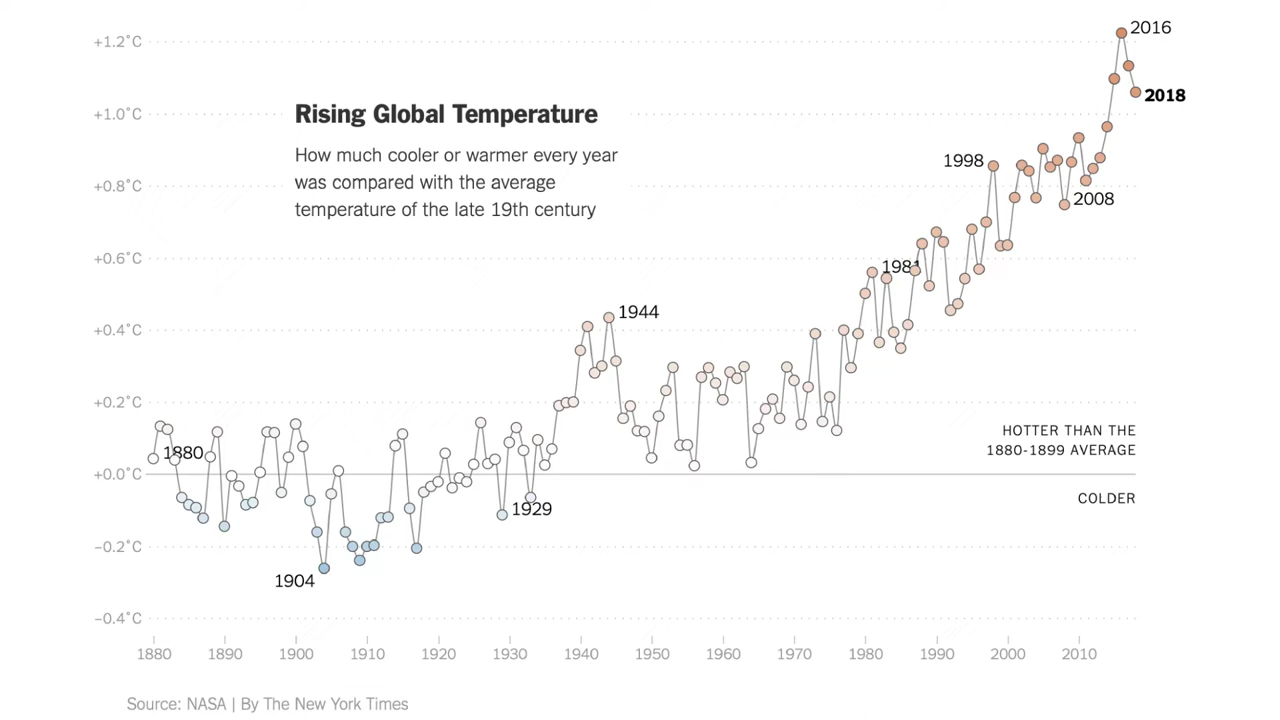 2016
+1.2°C
2018
+1.0°C
Rising Global Temperature
How much cooler or warmer every year
was compared with the average
temperature of the late 19th century
1998
+0.8°C
2008
+0.6°C
1981
+0.4°C
1944
+0.2°C
HOTTER THAN THE
1880-1899 AVERAGE
1880
+0.0°C
COLDER
1929
−0.2°C
1904
−0.4°C
1880 1890 1900 1910 1920 1930 1940 1950 1960 1970 1980 1990 2000 2010
Source: NASA | By The New York Times